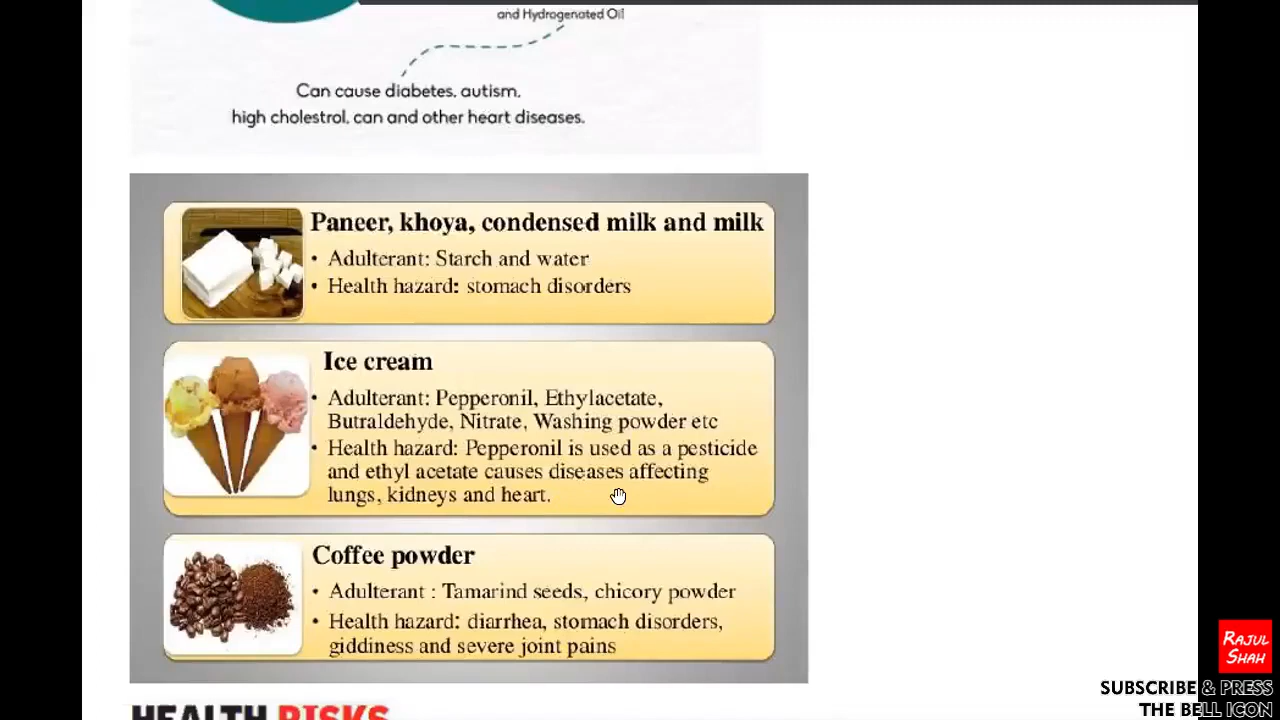 and Hydrogenated Oil
Can cause diabetes, autism,
high cholestrol, can and other heart diseases.
Paneer, khoya, condensed milk and milk
• Adulterant: Starch and water
• Health hazard: stomach disorders
Ice cream
• Adulterant: Pepperonil, Ethylacetate,
Butraldehyde, Nitrate, Washing powder etc
• Health hazard: Pepperonil is used as a pesticide
and ethyl acetate causes diseases affecting
lungs, kidneys and heart.
Coffee powder
• Adulterant : Tamarind seeds, chicory powder
• Health hazard: diarrhea, stomach disorders,
giddiness and severe joint pains
HEALTH RISKS
RAJUL
SHAH
SUBSCRIBE & PRESS
THE BELL ICON